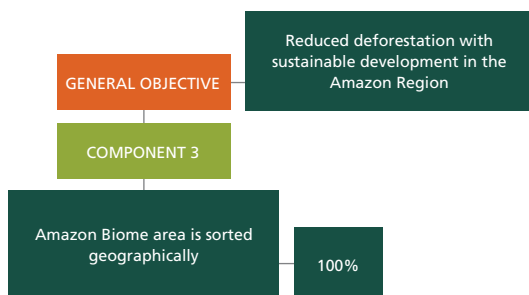 Reduced deforestation with
sustainable development in the
Amazon Region
GENERAL OBJECTIVE
COMPONENT 3
Amazon Biome area is sorted
geographically
100%